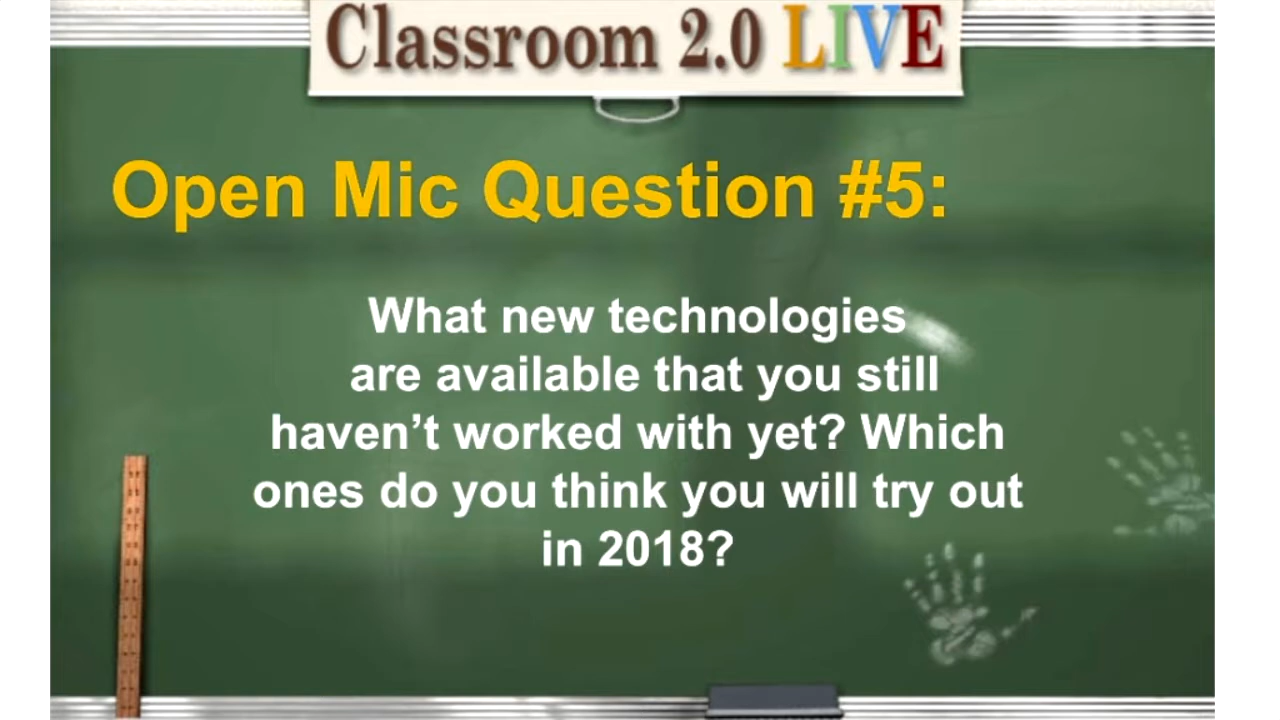 Classroom 2.0 LIVE
Open Mic Question #5:
What new technologies
are available that you still
haven’t worked with yet? Which
ones do you think you will try out
in 2018?